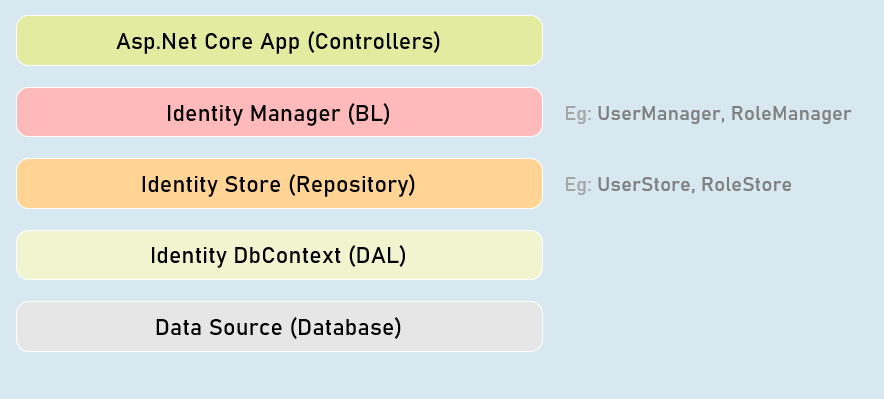 Asp.Net Core App (Controllers)
Identity Manager (BL)
Eg: UserManager, RoleManager
Identity Store (Repository)
Eg: UserStore, RoleStore
Identity DbContext (DAL)
Data Source (Database)